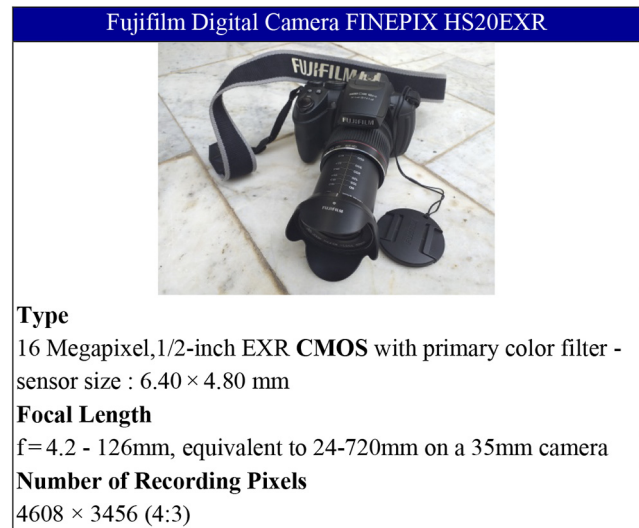 Fujifilm Digital Camera FINEPIX HS20EXR
FUJIFILM
FUJIFILM
Type
16 Megapixel,1/2-inch EXR CMOS with primary color filter -
sensor size : 6.40 × 4.80 mm
Focal Length
f = 4.2 - 126mm, equivalent to 24-720mm on a 35mm camera
Number of Recording Pixels
4608 × 3456 (4:3)